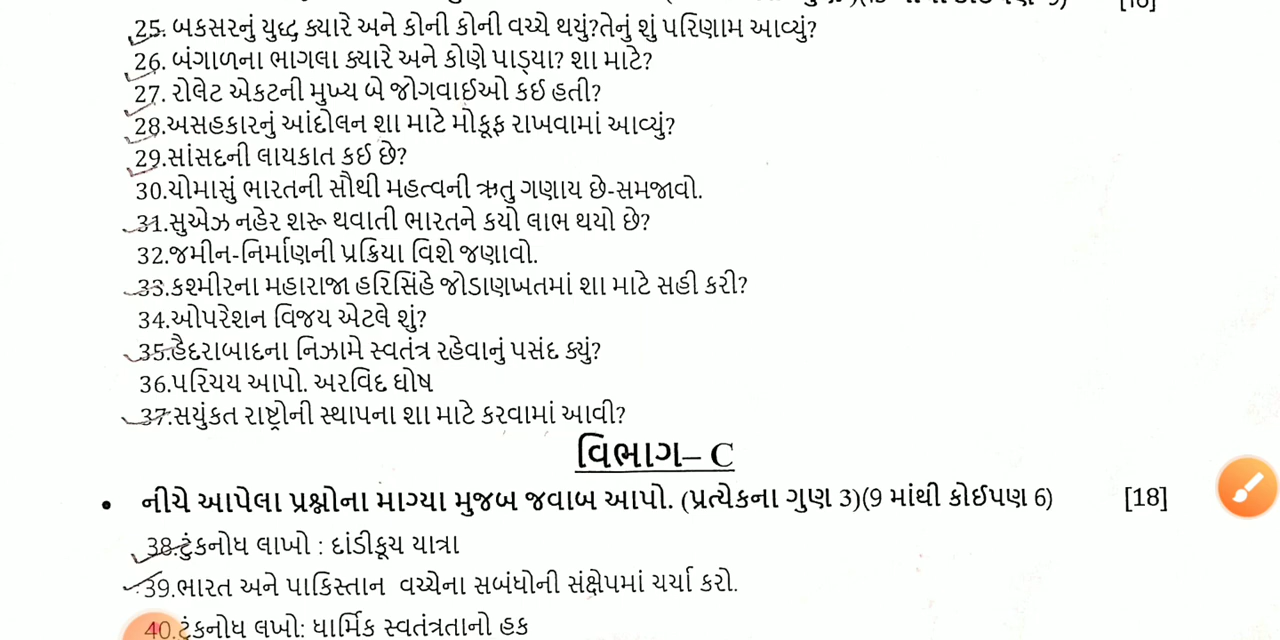 [18]
25. બકસરનું યુદ્ધ ક્યારે અને કોની કોની વચ્ચે થયું?તેનું શું પરિણામ આવ્યું?
26. બંગાળના ભાગલા ક્યારે અને કોણે પાડ્યા? શા માટે?
27. રોલેટ એકટની મુખ્ય બે જોગવાઈઓ કઈ હતી?
28.અસહકારનું આંદોલન શા માટે મોકૂફ રાખવામાં આવ્યું?
29.સાંસદની લાયકાત કઈ છે?
30.ચોમાસું ભારતની સૌથી મહત્વની ઋતુ ગણાય છે-સમજાવો.
31.સુએઝ નહેર શરૂ થવાતી ભારતને કયો લાભ થયો છે?
32.જમીન-નિર્માણની પ્રક્રિયા વિશે જણાવો.
33.કશ્મીરના મહારાજા હરિસિંહે જોડાણખતમાં શા માટે સહી કરી?
34.ઓપરેશન વિજય એટલે શું?
35.હૈદરાબાદના નિઝામે સ્વતંત્ર રહેવાનું પસંદ ક્યું?
36.પરિચય આપો. અરવિદ ઘોષ
37.સયુંકત રાષ્ટ્રોની સ્થાપના શા માટે કરવામાં આવી?
વિભાગ– C
• નીચે આપેલા પ્રશ્નોના માગ્યા મુજબ જવાબ આપો. (પ્રત્યેકના ગુણ 3)(9 માંથી કોઈપણ 6) [18]
38.ટુંકનોધ લાખો : દાંડીકૂચ યાત્રા
39.ભારત અને પાકિસ્તાન વચ્ચેના સબંધોની સંક્ષેપમાં ચર્ચા કરો.
40.ટુંકનોધ લખો: ધાર્મિક સ્વતંત્રતાનો હક